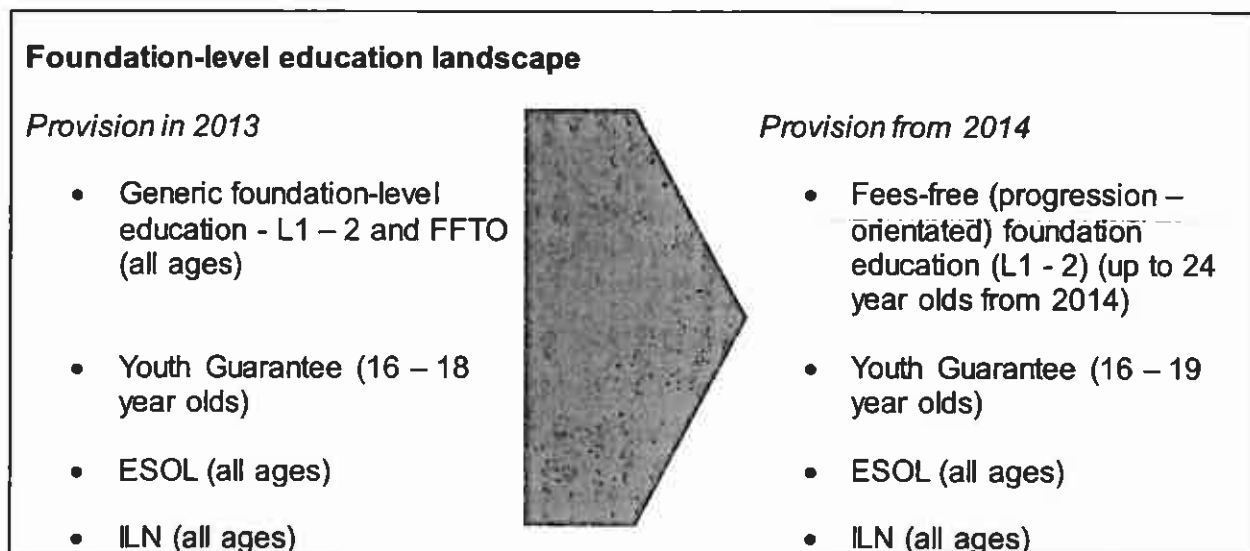 Foundation-level education landscape
Provision in 2013
• Generic foundation-level
education - L1 – 2 and FFTO
(all ages)
• Youth Guarantee (16 – 18
year olds)
• ESOL (all ages)
• ILN (all ages)
Provision from 2014
• Fees-free (progression –
orientated) foundation
education (L1 - 2) (up to 24
year olds from 2014)
• Youth Guarantee (16 – 19
year olds)
• ESOL (all ages)
• ILN (all ages)